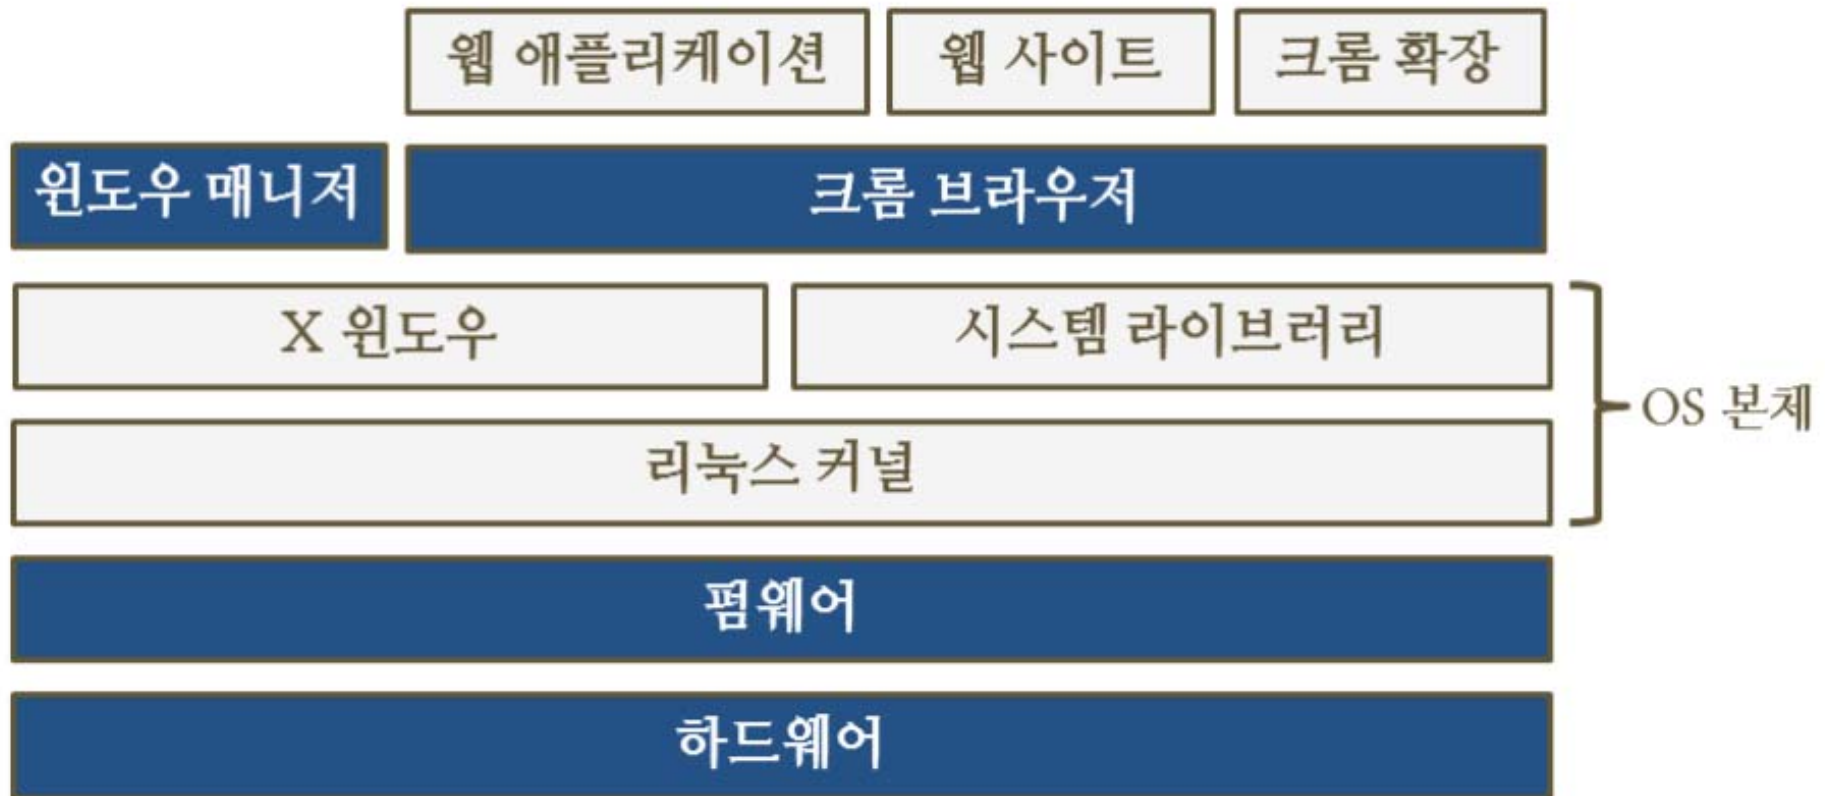 웹 애플리케이션
웹 사이트
크롬 확장
윈도우 매니저
크롬 브라우저
X 윈도우
시스템 라이브러리
OS 본체
리눅스 커널
펌웨어
하드웨어